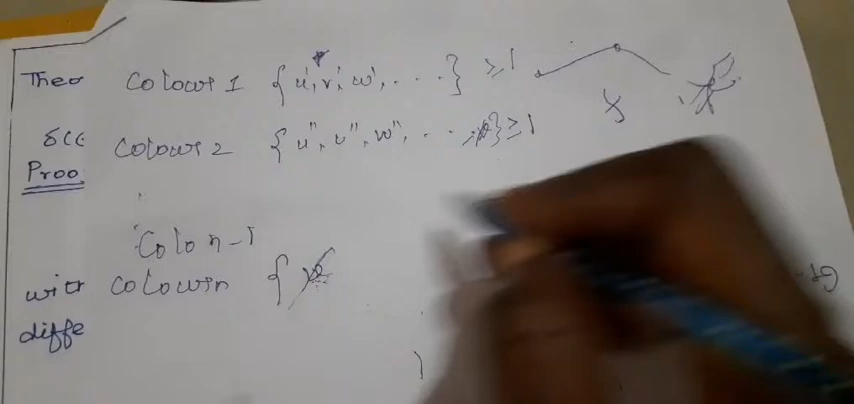 Theo Colour 1 { u', v', w', . . . . } ≥ 1
Colour 2 { u'', v'', w'', . . . } ≥ 1
Proo
Colo n-1
with Colour n {
diffe